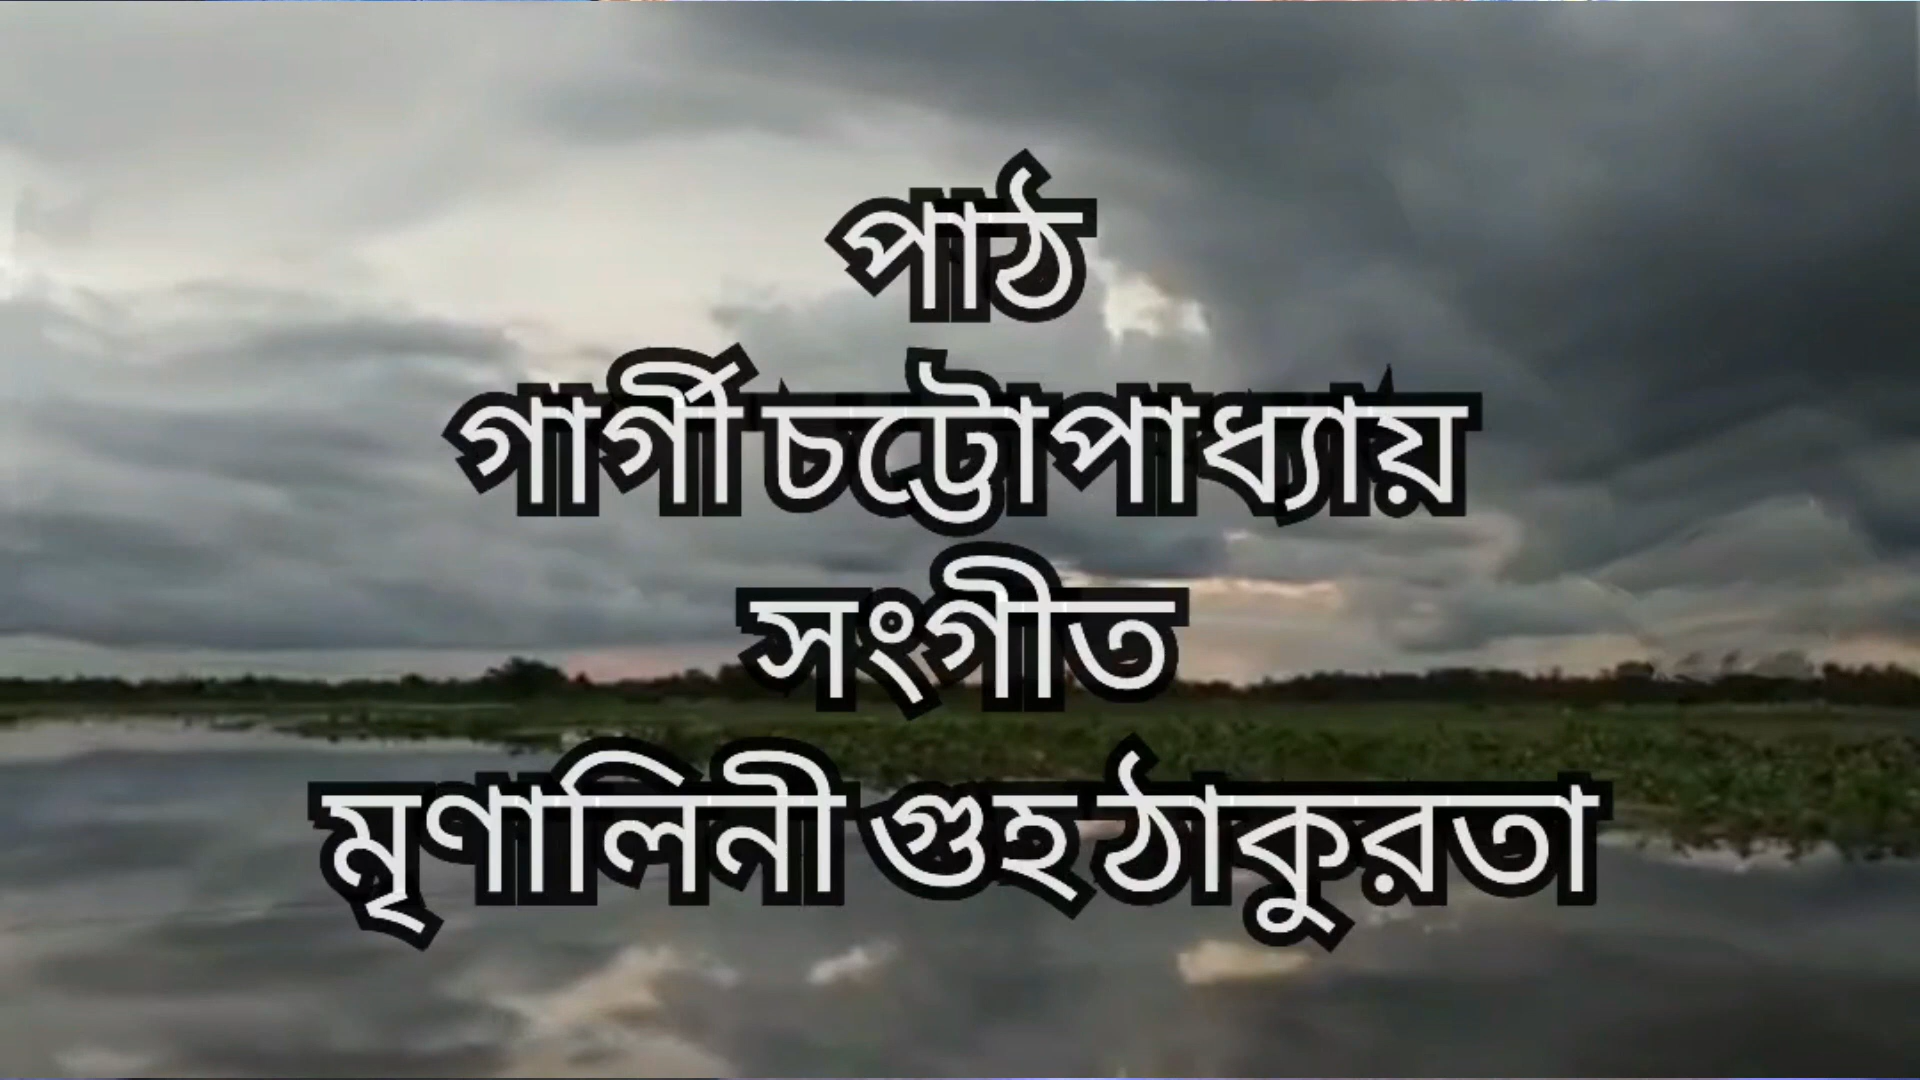 পাঠ
গার্গী চট্টোপাধ্যায়
সংগীত
মৃণালিনী গুহ ঠাকুরতা